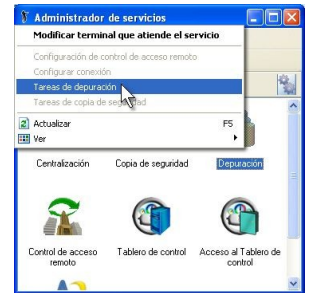 Administrador de servicios
Modificar terminal que atiende el servicio
Configuración de control de acceso remoto
Configurar conexión
Tareas de depuración
Tareas de copia de seguridad
Actualizar F5
Ver
Centralización Copia de seguridad Depuración
Control de acceso remoto Tablero de control Acceso al Tablero de control